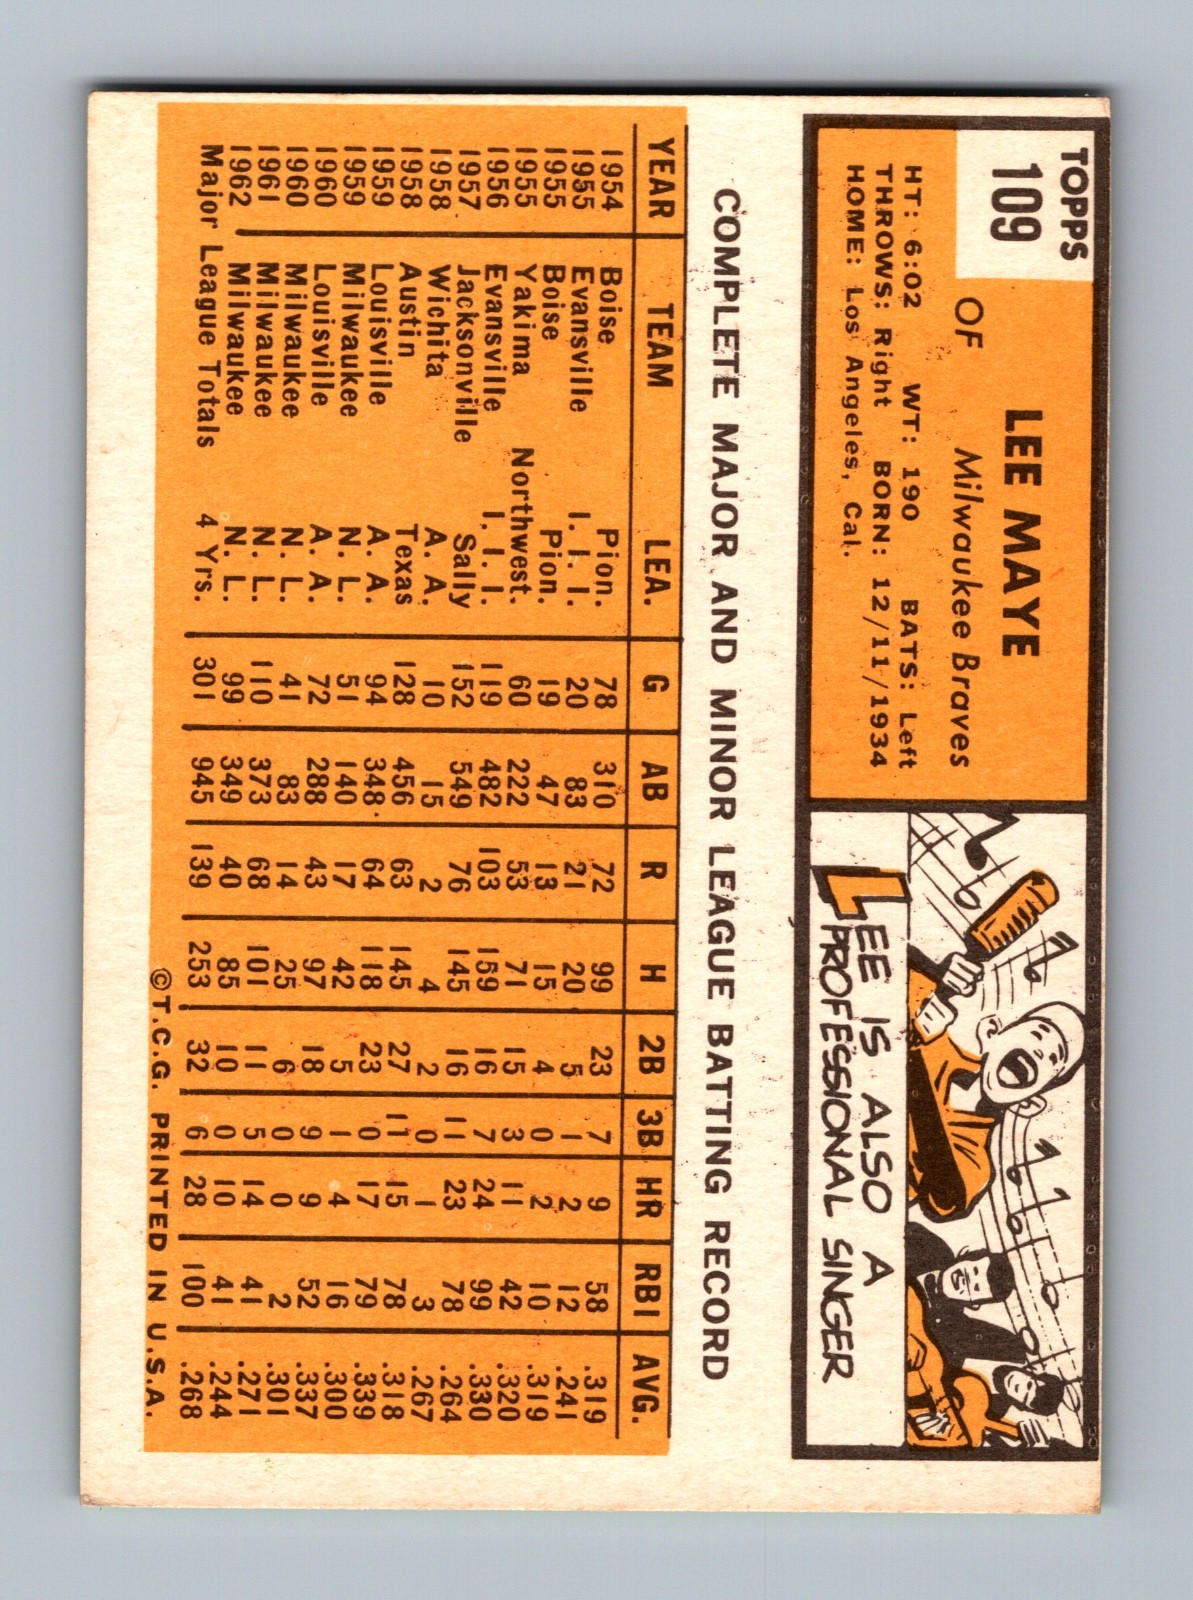 TOPPS
109
LEE MAYE
OF Milwaukee Braves
HT: 6:02 WT: 190 BATS: Left
THROWS: Right BORN: 12/11/1934
HOME: Los Angeles, Cal.
LEE IS ALSO A
PROFESSIONAL SINGER
COMPLETE MAJOR AND MINOR LEAGUE BATTING RECORD
YEAR TEAM LEA. G AB R H 2B 3B HR RBI AVG.
1954 Boise Pion. 78 310 72 99 23 7 9 58 .319
1955 Evansville I. I. I. 20 83 21 20 5 1 2 12 .241
1955 Boise Pion. 19 47 13 15 4 0 2 10 .319
1955 Yakima Northwest. 60 222 53 71 15 3 11 42 .320
1956 Evansville I. I. I. 119 482 103 159 16 7 24 99 .330
1957 Jacksonville Sally 152 549 76 145 16 11 23 78 .264
1958 Wichita A. A. 10 15 2 4 2 0 1 3 .267
1958 Austin Texas 128 456 63 145 27 11 15 78 .318
1959 Louisville A. A. 94 348 64 118 23 0 17 79 .339
1959 Milwaukee N. L. 51 140 17 42 5 1 4 16 .300
1960 Louisville A. A. 72 288 43 97 18 9 9 52 .337
1960 Milwaukee N. L. 41 83 14 25 6 0 0 2 .301
1961 Milwaukee N. L. 110 373 68 101 11 5 14 41 .271
1962 Milwaukee N. L. 99 349 40 85 10 0 10 41 .244
Major League Totals 4 Yrs. 301 945 139 253 32 6 28 100 .268
©T.C.G. PRINTED IN U.S.A.